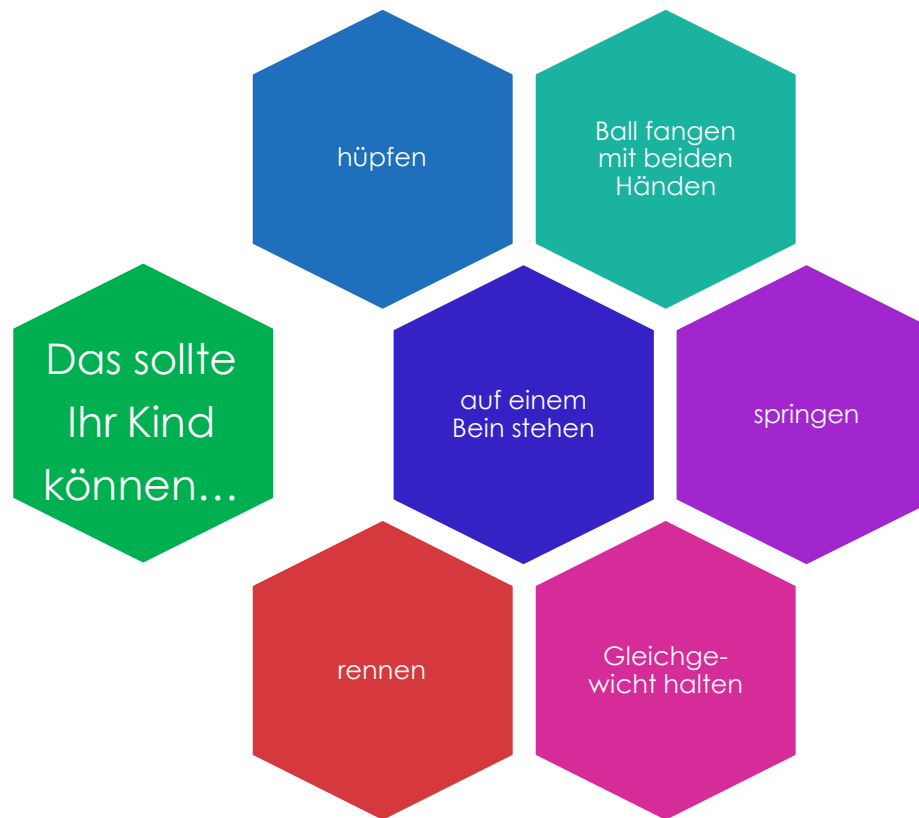 Das sollte
Ihr Kind
können...
hüpfen
Ball fangen
mit beiden
Händen
auf einem
Bein stehen
springen
rennen
Gleichge-
wicht halten